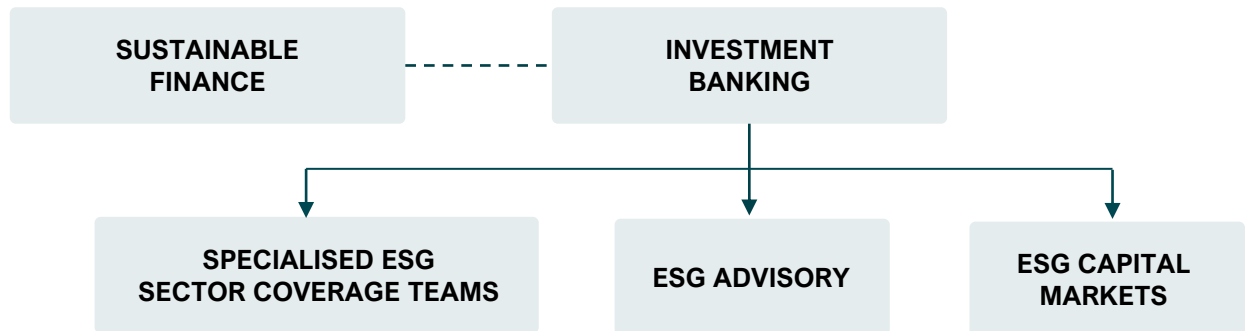 SUSTAINABLE
FINANCE
INVESTMENT
BANKING
SPECIALISED ESG
SECTOR COVERAGE TEAMS
ESG ADVISORY
ESG CAPITAL
MARKETS